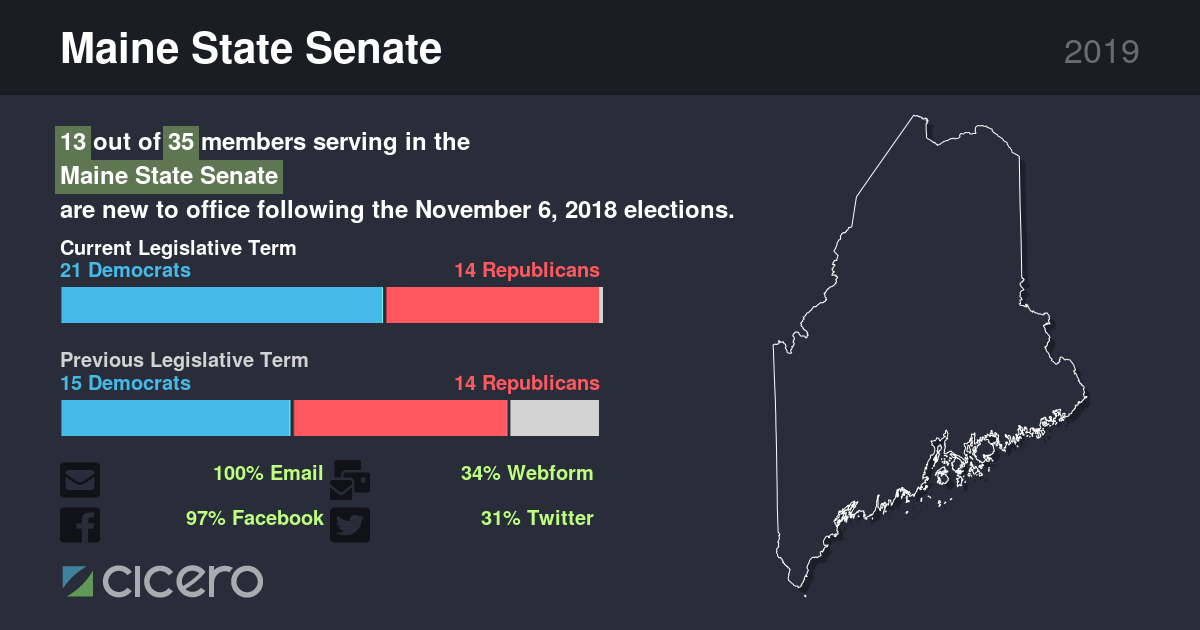 Maine State Senate
2019
13 out of 35 members serving in the
Maine State Senate
are new to office following the November 6, 2018 elections.
Current Legislative Term
21 Democrats 14 Republicans
Previous Legislative Term
15 Democrats 14 Republicans
100% Email 34% Webform
97% Facebook 31% Twitter
cicero